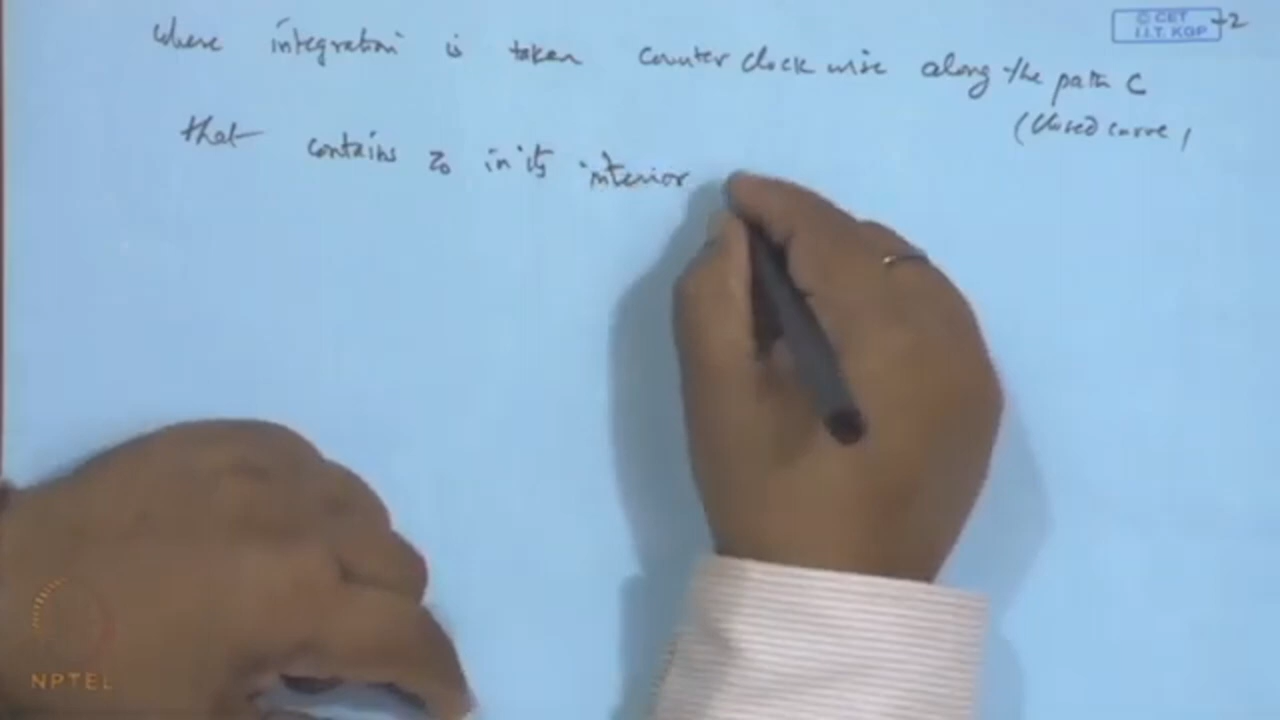 where integration is taken counter clock wise along the path C
(closed curve)
that contains z0 in its interior
© CET
I.I.T. KGP
-2
NPTEL